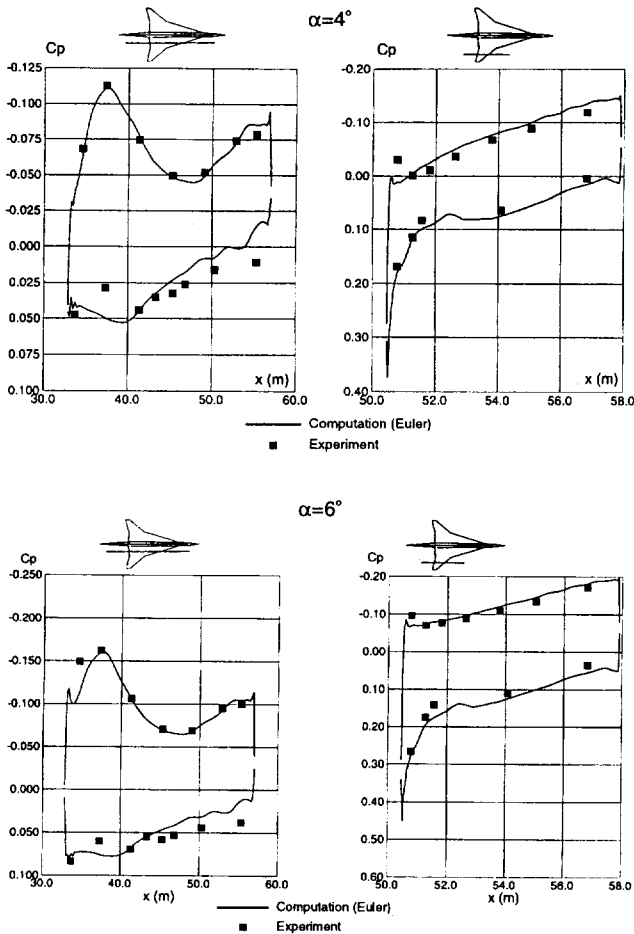 α=4°
Cp
-0.125
-0.100
-0.075
-0.050
-0.025
0.000
0.025
0.050
0.075
0.100
30.0 40.0 50.0 60.0
x (m)
-0.20
-0.10
0.00
0.10
0.20
0.30
0.40
50.0 52.0 54.0 56.0 58.0
x (m)
Computation (Euler)
Experiment
α=6°
Cp
-0.250
-0.200
-0.150
-0.100
-0.050
0.000
0.050
0.100
30.0 40.0 50.0 60.0
x (m)
Cp
-0.20
-0.10
0.00
0.10
0.20
0.30
0.40
0.50
0.60
50.0 52.0 54.0 56.0 58.0
x (m)
Computation (Euler)
Experiment